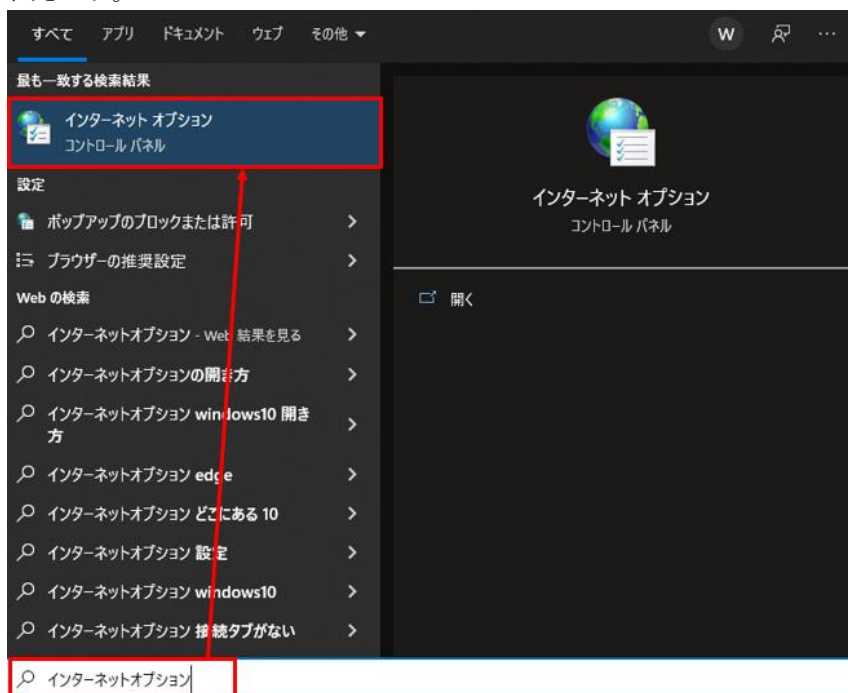 すべて アプリ ドキュメント ウェブ その他
W
最も一致する検索結果
インターネット オプション
コントロール パネル
設定
ポップアップのブロックまたは許可
ブラウザーの推奨設定
Web の検索
インターネットオプション - Web 結果を見る
インターネットオプションの開き方
インターネットオプション windows10 開き
方
インターネットオプション edge
インターネットオプション どこにある 10
インターネットオプション 設定
インターネットオプション windows10
インターネットオプション 接続タブがない
インターネットオプション
インターネット オプション
コントロール パネル
開く